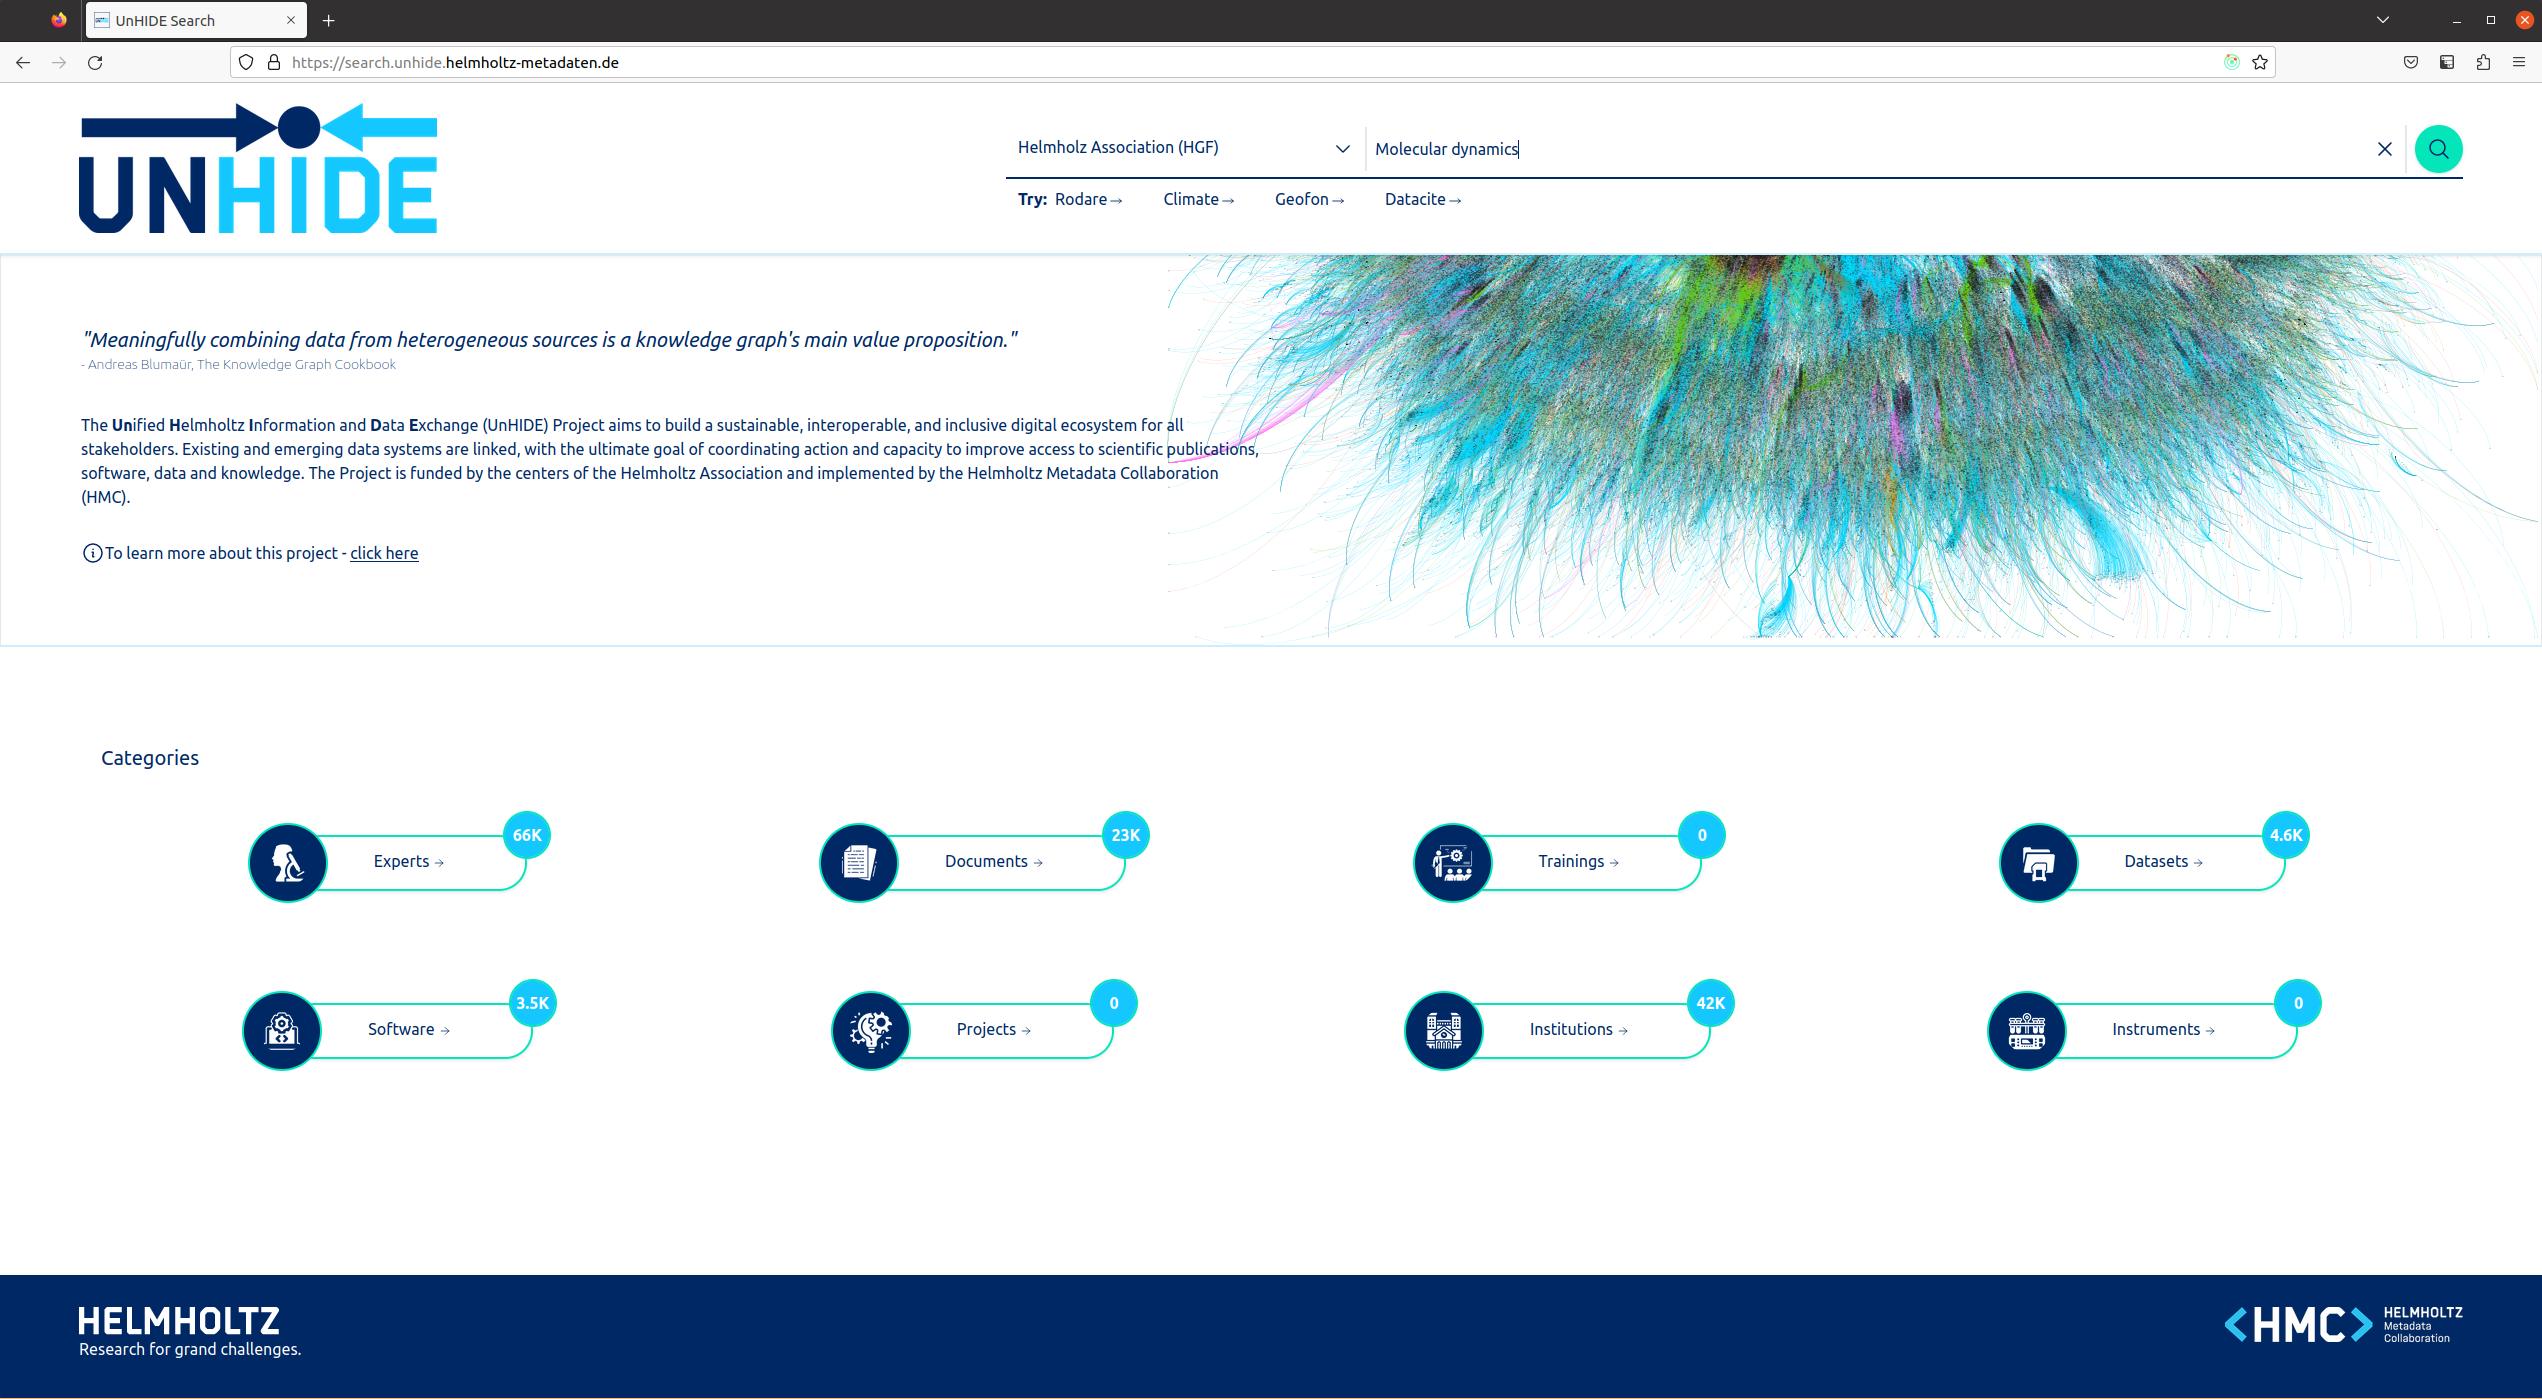 UnHIDE Search
https://search.unhide.helmholtz-metadaten.de
UNHIDE
Helmholz Association (HGF)
Molecular dynamics
Try: Rodare→ Climate→ Geofon→ Datacite→
"Meaningfully combining data from heterogeneous sources is a knowledge graph's main value proposition."
- Andreas Blumaür, The Knowledge Graph Cookbook
The Unified Helmholtz Information and Data Exchange (UnHIDE) Project aims to build a sustainable, interoperable, and inclusive digital ecosystem for all
stakeholders. Existing and emerging data systems are linked, with the ultimate goal of coordinating action and capacity to improve access to scientific publications,
software, data and knowledge. The Project is funded by the centers of the Helmholtz Association and implemented by the Helmholtz Metadata Collaboration
(HMC).
To learn more about this project - click here
Categories
Experts → 66K
Documents → 23K
Trainings → 0
Datasets → 4.6K
Software → 3.5K
Projects → 0
Institutions → 42K
Instruments → 0
HELMHOLTZ
Research for grand challenges.
<HMC> HELMHOLTZ
Metadata
Collaboration